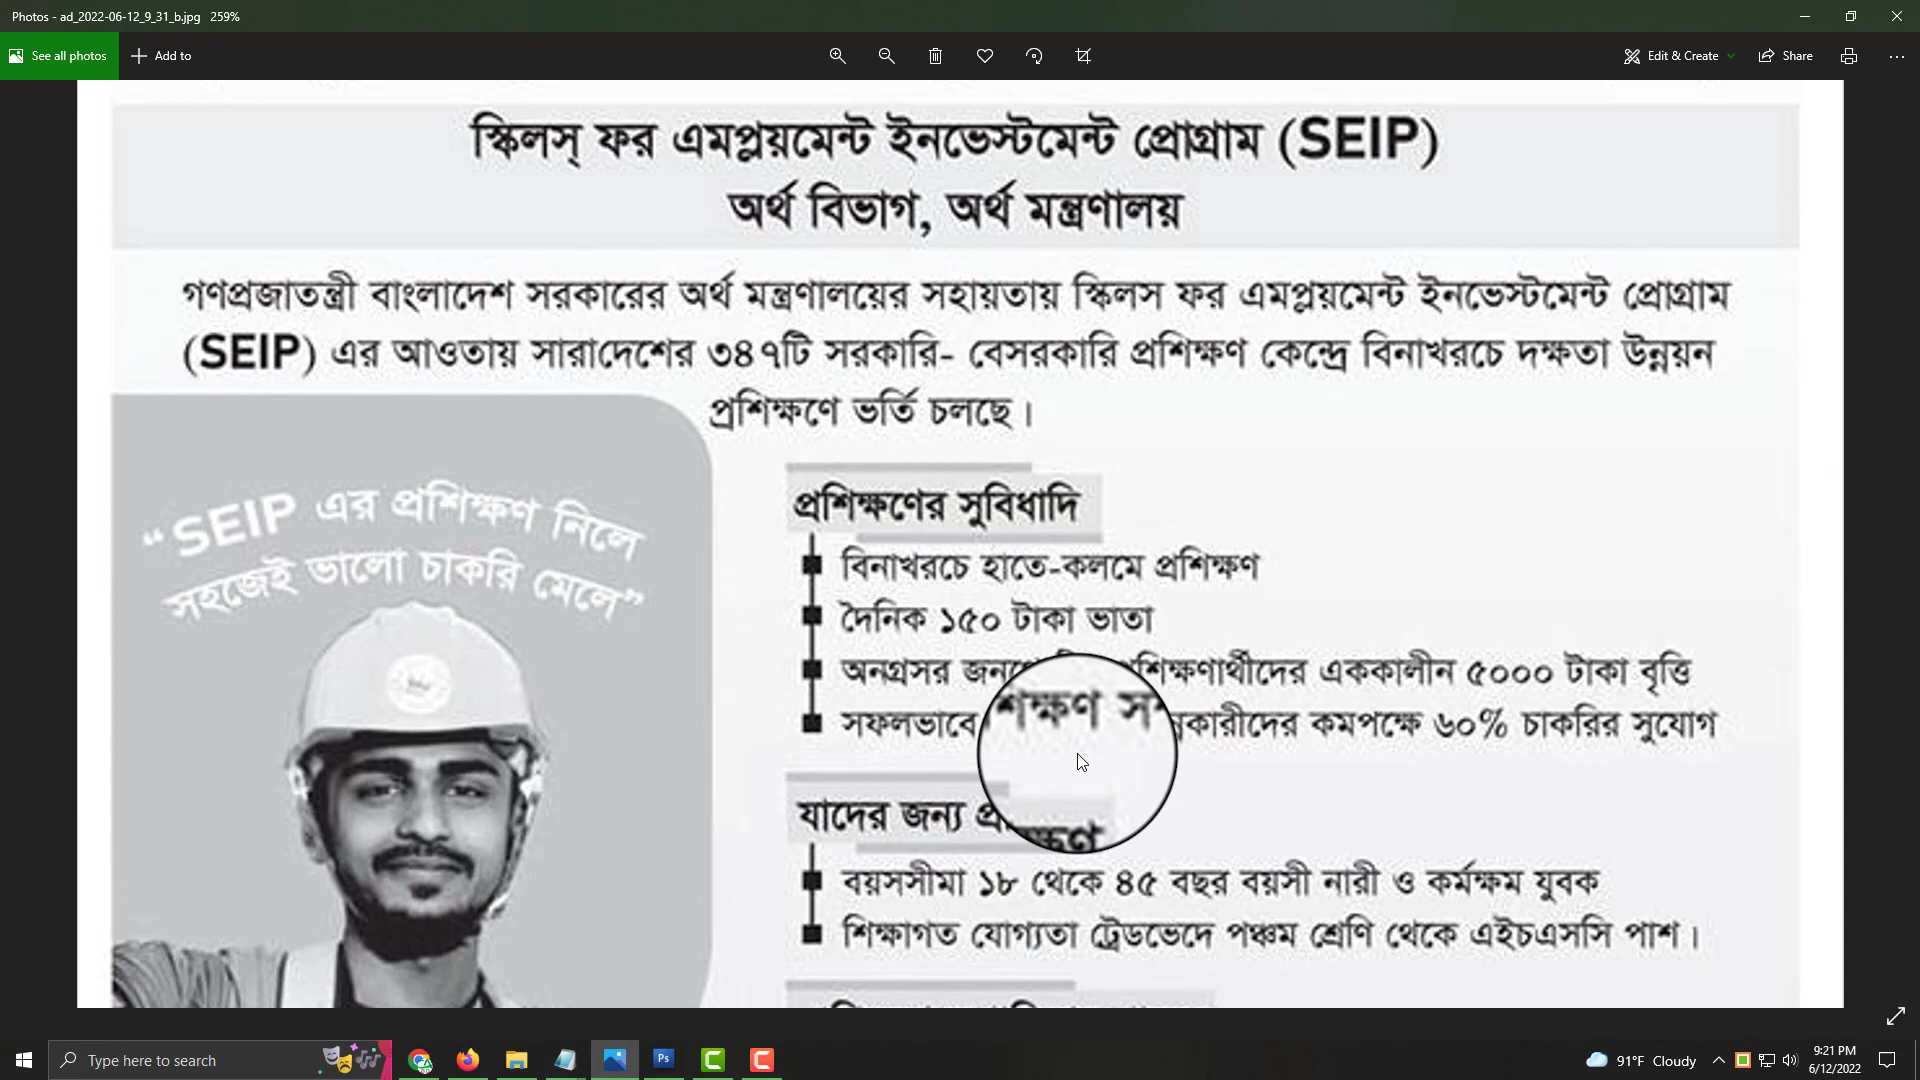 Photos - ad_2022-06-12_9_31_b.jpg 259%
See all photos
Add to
Edit & Create
Share
স্কিলস্ ফর এমপ্লয়মেন্ট ইনভেস্টমেন্ট প্রোগ্রাম (SEIP)
অর্থ বিভাগ, অর্থ মন্ত্রণালয়
গণপ্রজাতন্ত্রী বাংলাদেশ সরকারের অর্থ মন্ত্রণালয়ের সহায়তায় স্কিলস ফর এমপ্লয়মেন্ট ইনভেস্টমেন্ট প্রোগ্রাম
(SEIP) এর আওতায় সারাদেশের ৩৪৭টি সরকারি- বেসরকারি প্রশিক্ষণ কেন্দ্রে বিনাখরচে দক্ষতা উন্নয়ন
প্রশিক্ষণে ভর্তি চলছে।
“SEIP এর প্রশিক্ষণ নিলে
সহজেই ভালো চাকরি মেলে”
প্রশিক্ষণের সুবিধাদি
বিনাখরচে হাতে-কলমে প্রশিক্ষণ
দৈনিক ১৫০ টাকা ভাতা
অনগ্রসর এককালীন ৫০০০ টাকা বৃত্তি
সফলভাবে কমপক্ষে ৬০% চাকরির সুযোগ
যাদের জন্য
বয়সসীমা ১৮ থেকে ৪৫ বছর বয়সী নারী ও কর্মক্ষম যুবক
শিক্ষাগত যোগ্যতা ট্রেডভেদে পঞ্চম শ্রেণি থেকে এইচএসসি পাশ।
Type here to search
Ps
91°F Cloudy
9:21 PM
6/12/2022